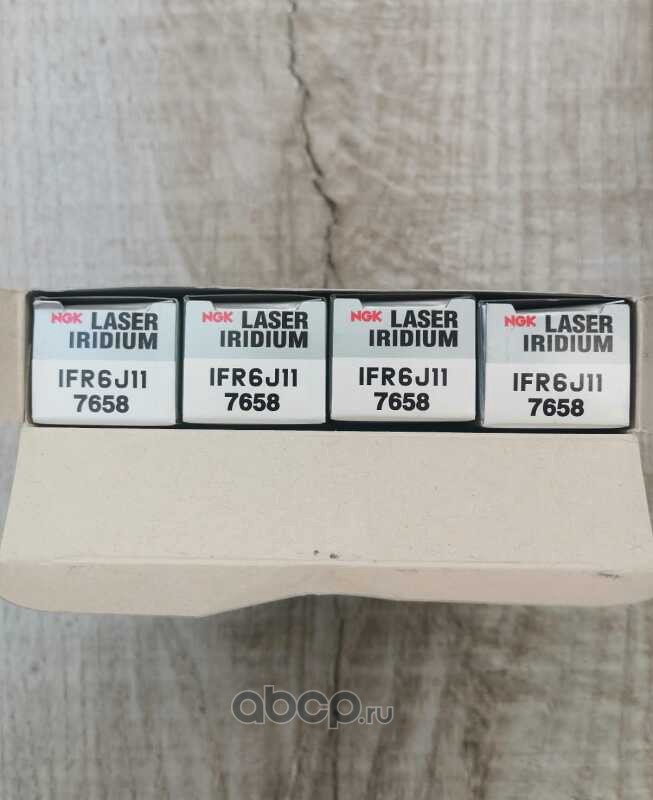 NGK LASER
IRIDIUM
IFR6J11
7658
NGK LASER
IRIDIUM
IFR6J11
7658
NGK LASER
IRIDIUM
IFR6J11
7658
NGK LASER
IRIDIUM
IFR6J11
7658
abcp.ru